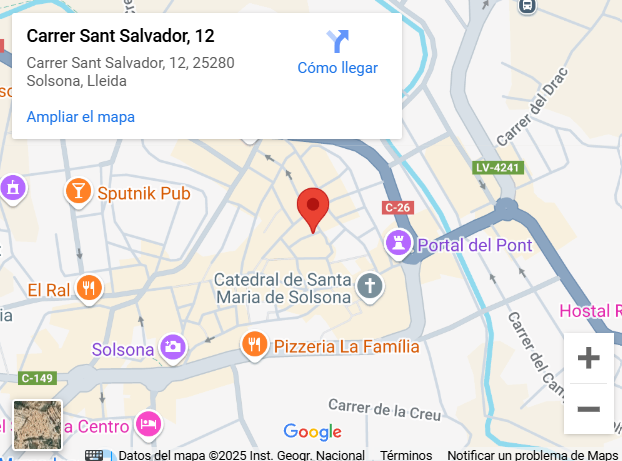 Carrer Sant Salvador, 12
Carrer Sant Salvador, 12, 25280
Solsona, Lleida
Cómo llegar
Ampliar el mapa
Carrer del Drac
LV-4241
Sputnik Pub
C-26
Portal del Pont
Catedral de Santa
Maria de Solsona
El Ral
Hostal R
Solsona
Pizzeria La Família
C-149
Carrer del Cam
Carrer de la Creu
a Centro
Google
Datos del mapa ©2025 Inst. Geogr. Nacional
Términos
Notificar un problema de Maps